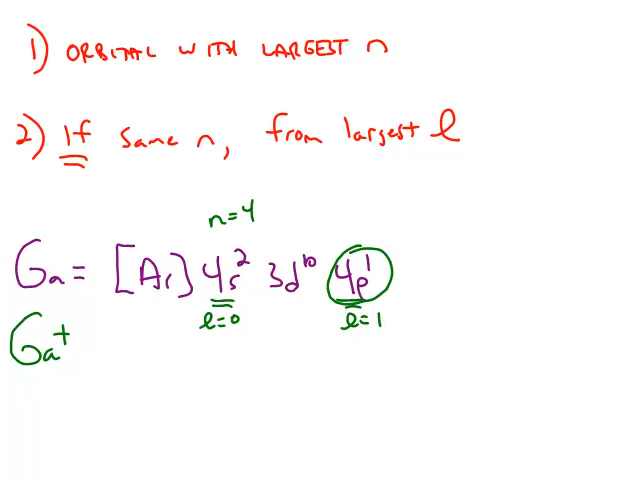 1) ORBITAL WITH LARGEST n
2) If same n, from largest l
n=4
Ga = [Ar] 4s² 3d¹⁰ 4p¹
l=0 l=1
Ga⁺